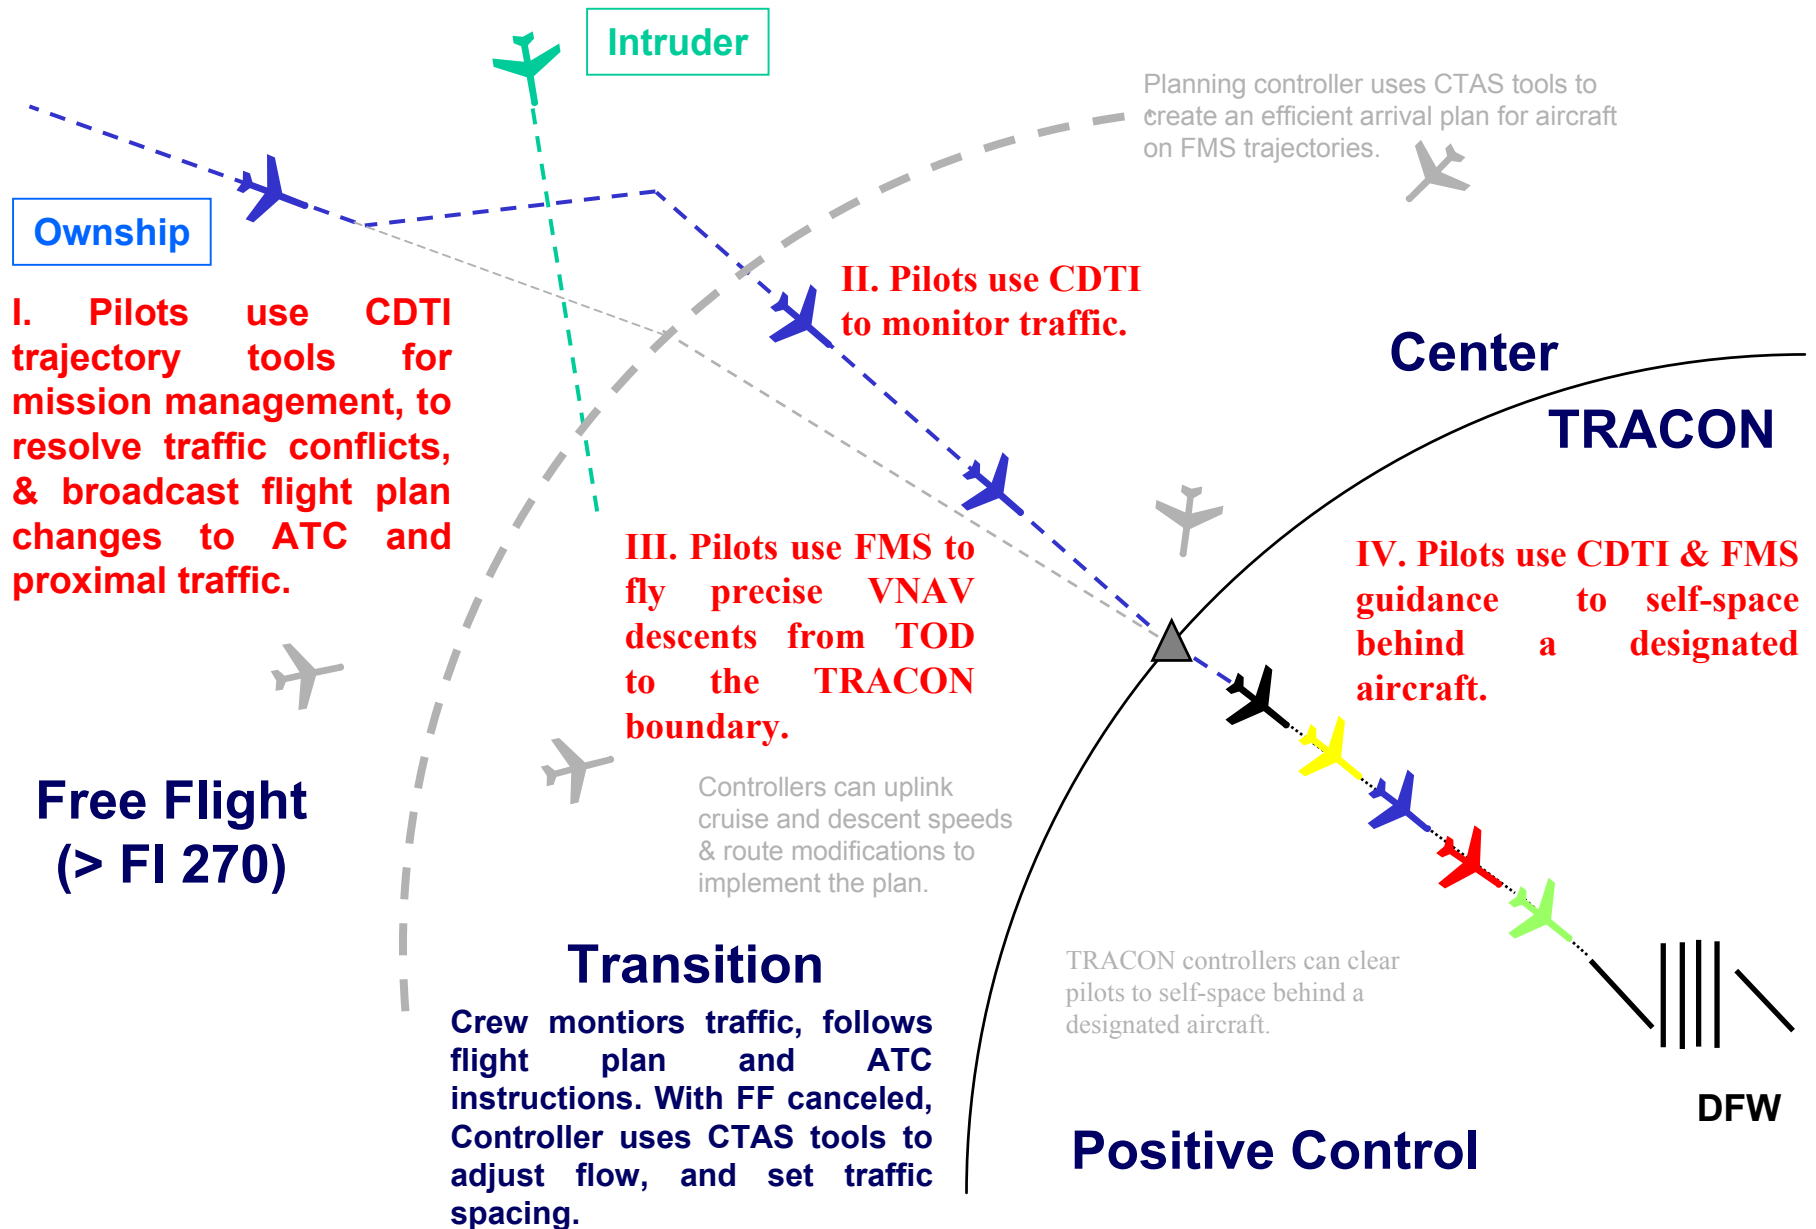 Intruder
Planning controller uses CTAS tools to
create an efficient arrival plan for aircraft
on FMS trajectories.
Ownship
I. Pilots use CDTI
trajectory tools for
mission management, to
resolve traffic conflicts,
& broadcast flight plan
changes to ATC and
proximal traffic.
II. Pilots use CDTI
to monitor traffic.
Center
TRACON
III. Pilots use FMS to
fly precise VNAV
descents from TOD
to the TRACON
boundary.
IV. Pilots use CDTI & FMS
guidance to self-space
behind a designated
aircraft.
Free Flight
(> Fl 270)
Controllers can uplink
cruise and descent speeds
& route modifications to
implement the plan.
Transition
Crew montiors traffic, follows
flight plan and ATC
instructions. With FF canceled,
Controller uses CTAS tools to
adjust flow, and set traffic
spacing.
TRACON controllers can clear
pilots to self-space behind a
designated aircraft.
DFW
Positive Control